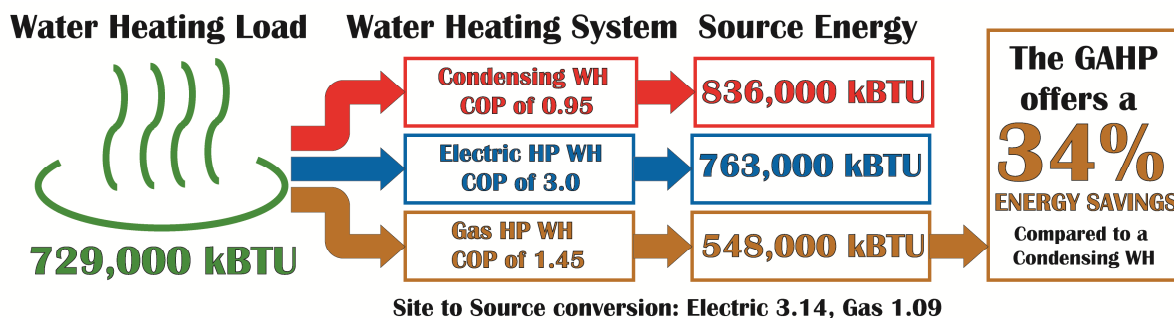 Water Heating Load
729,000 kBTU
Water Heating System
Condensing WH
COP of 0.95
Electric HP WH
COP of 3.0
Gas HP WH
COP of 1.45
Source Energy
836,000 kBTU
763,000 kBTU
548,000 kBTU
The GAHP
offers a
34%
ENERGY SAVINGS
Compared to a
Condensing WH
Site to Source conversion: Electric 3.14, Gas 1.09